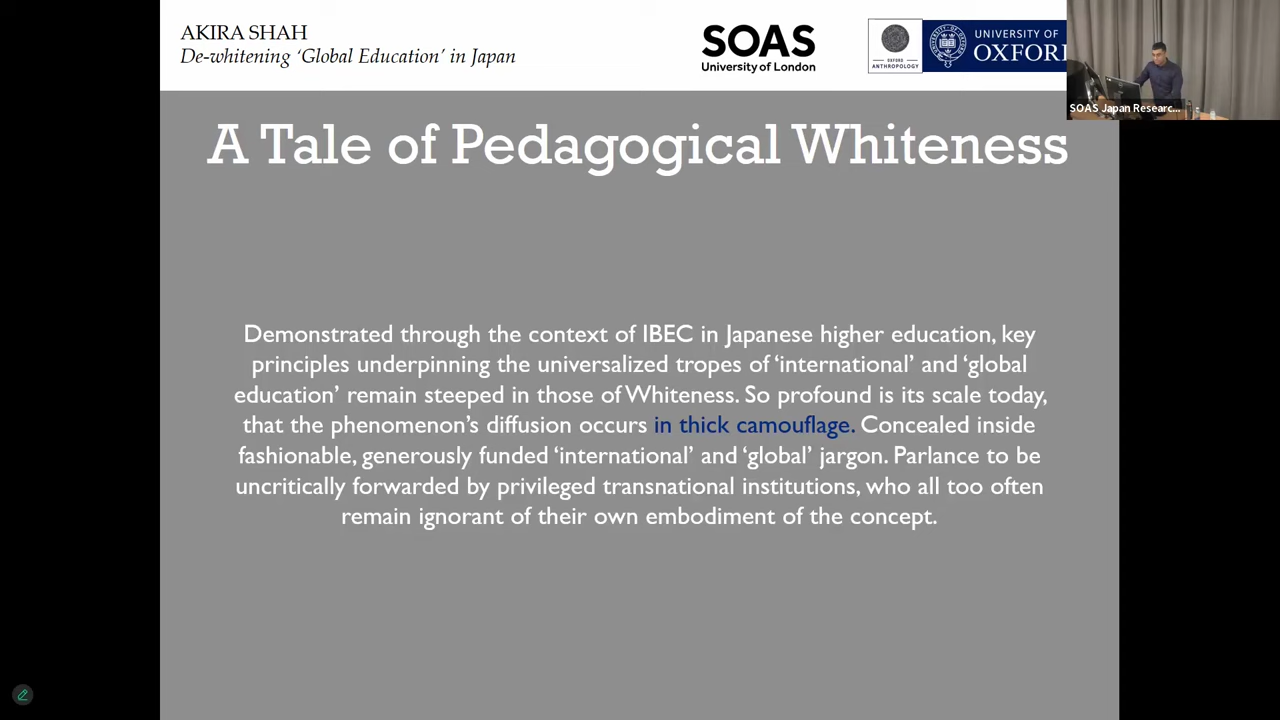 AKIRA SHAH
De-whitening ‘Global Education’ in Japan
SOAS
University of London
OXFORD
ANTHROPOLOGY
UNIVERSITY OF
OXFORD
SOAS Japan Researc...
A Tale of Pedagogical Whiteness
Demonstrated through the context of IBEC in Japanese higher education, key
principles underpinning the universalized tropes of ‘international’ and ‘global
education’ remain steeped in those of Whiteness. So profound is its scale today,
that the phenomenon’s diffusion occurs in thick camouflage. Concealed inside
fashionable, generously funded ‘international’ and ‘global’ jargon. Parlance to be
uncritically forwarded by privileged transnational institutions, who all too often
remain ignorant of their own embodiment of the concept.